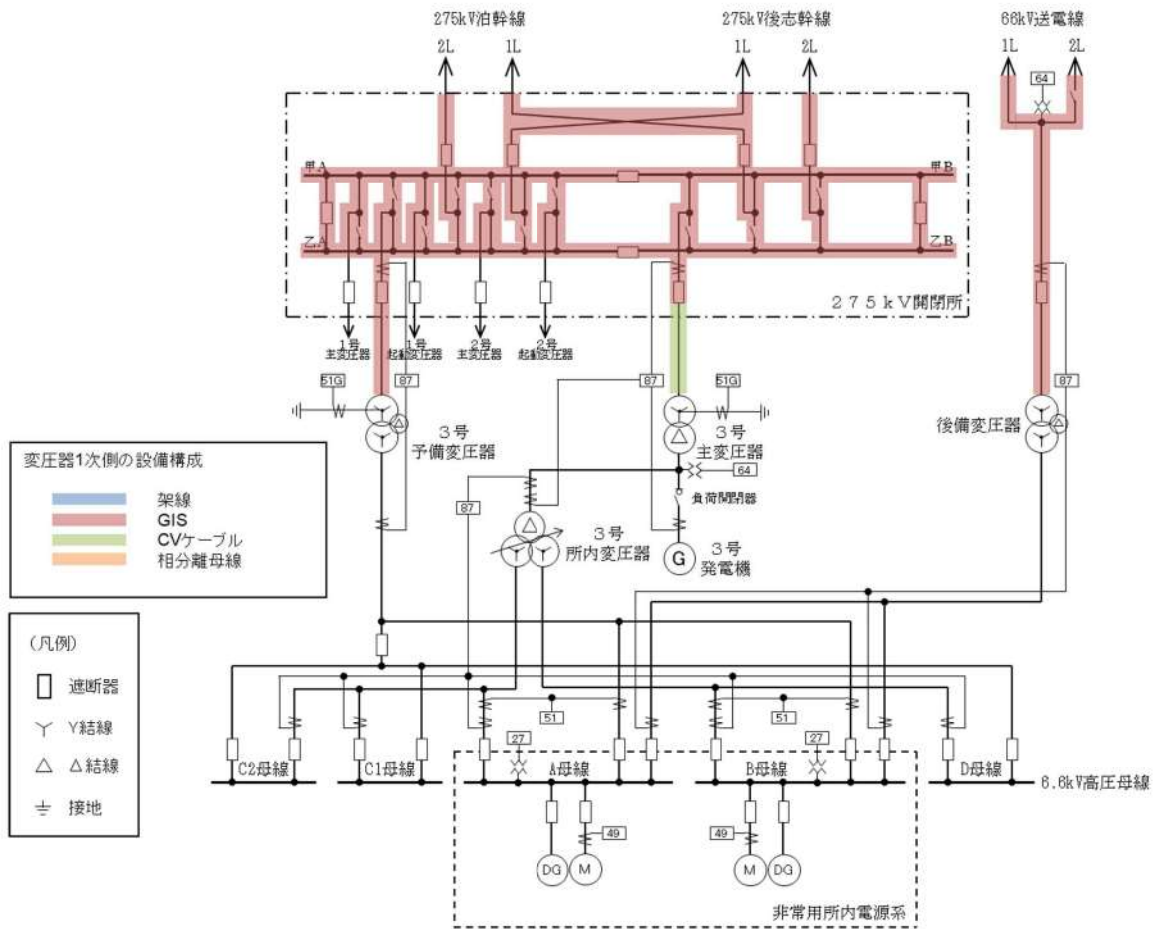 275kV泊幹線
275kV後志幹線
66kV送電線
2L
1L
1L
2L
1L
2L
64
甲A
甲B
乙A
乙B
275kV開閉所
1号
主変圧器
1号
起動変圧器
2号
主変圧器
2号
起動変圧器
51G
87
87
51G
87
3号
予備変圧器
3号
主変圧器
後備変圧器
64
負荷開閉器
87
3号
所内変圧器
G
3号
発電機
変圧器1次側の設備構成
架線
GIS
CVケーブル
相分離母線
(凡例)
遮断器
Y結線
△結線
接地
51
51
27
27
C2母線
C1母線
A母線
B母線
D母線
6.6kV高圧母線
49
49
DG
M
M
DG
非常用所内電源系